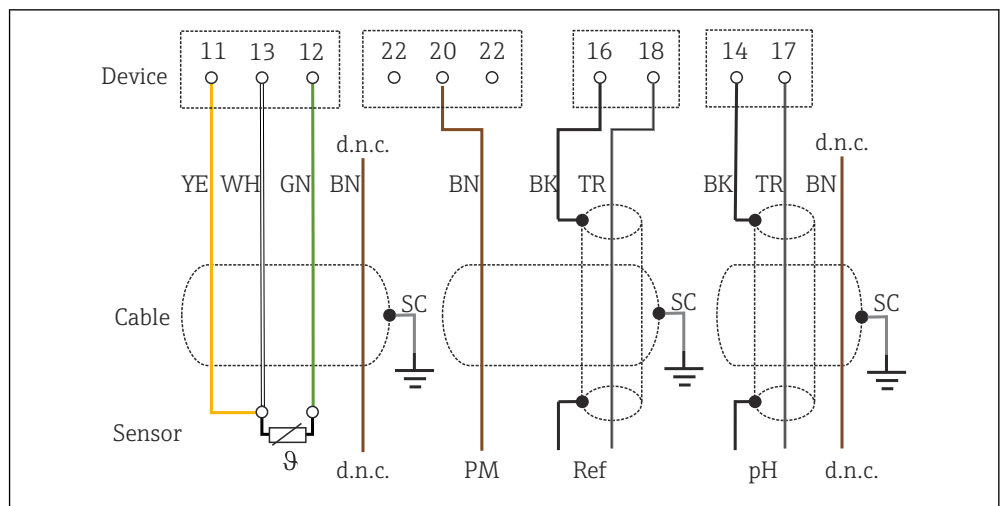 11 13 12 22 20 22 16 18 14 17
Device
d.n.c. d.n.c.
YE WH GN BN BN BK TR BK TR BN
SC SC SC
Cable
Sensor
ϑ d.n.c. PM Ref pH d.n.c.